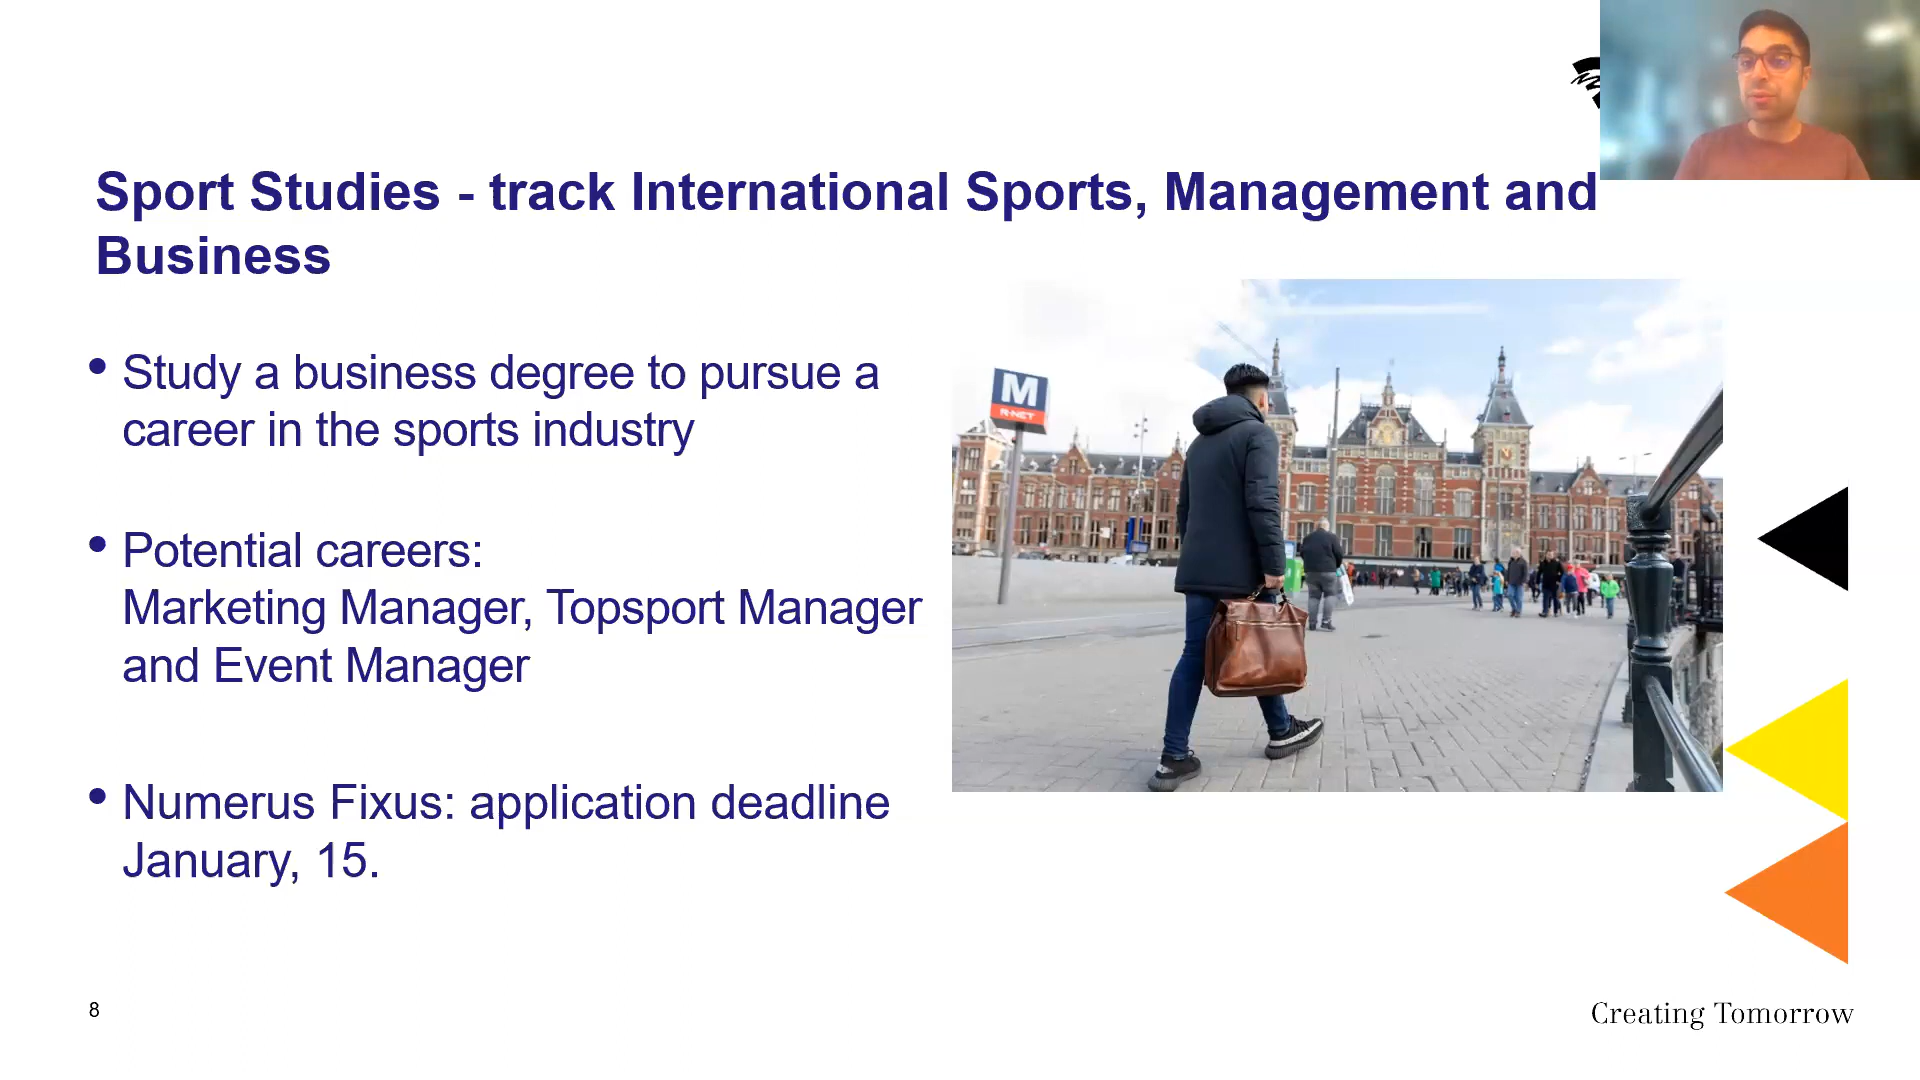 Sport Studies - track International Sports, Management and
Business
• Study a business degree to pursue a
career in the sports industry
• Potential careers:
Marketing Manager, Topsport Manager
and Event Manager
• Numerus Fixus: application deadline
January, 15.
M
R-NET
8
Creating Tomorrow